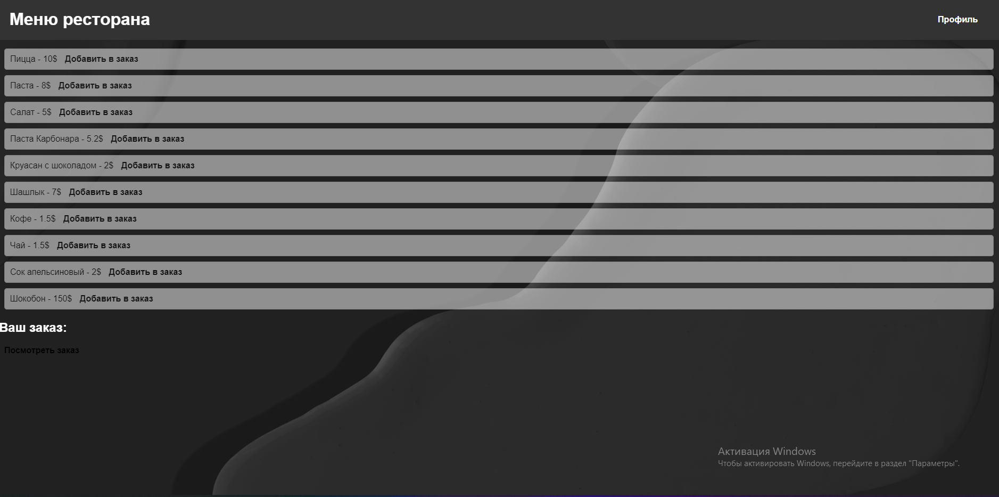 Меню ресторана
Профиль
Пицца - 10$ Добавить в заказ
Паста - 8$ Добавить в заказ
Салат - 5$ Добавить в заказ
Паста Карбонара - 5.2$ Добавить в заказ
Круасан с шоколадом - 2$ Добавить в заказ
Шашлык - 7$ Добавить в заказ
Кофе - 1.5$ Добавить в заказ
Чай - 1.5$ Добавить в заказ
Сок апельсиновый - 2$ Добавить в заказ
Шокобон - 150$ Добавить в заказ
Ваш заказ:
Посмотреть заказ
Активация Windows
Чтобы активировать Windows, перейдите в раздел "Параметры".